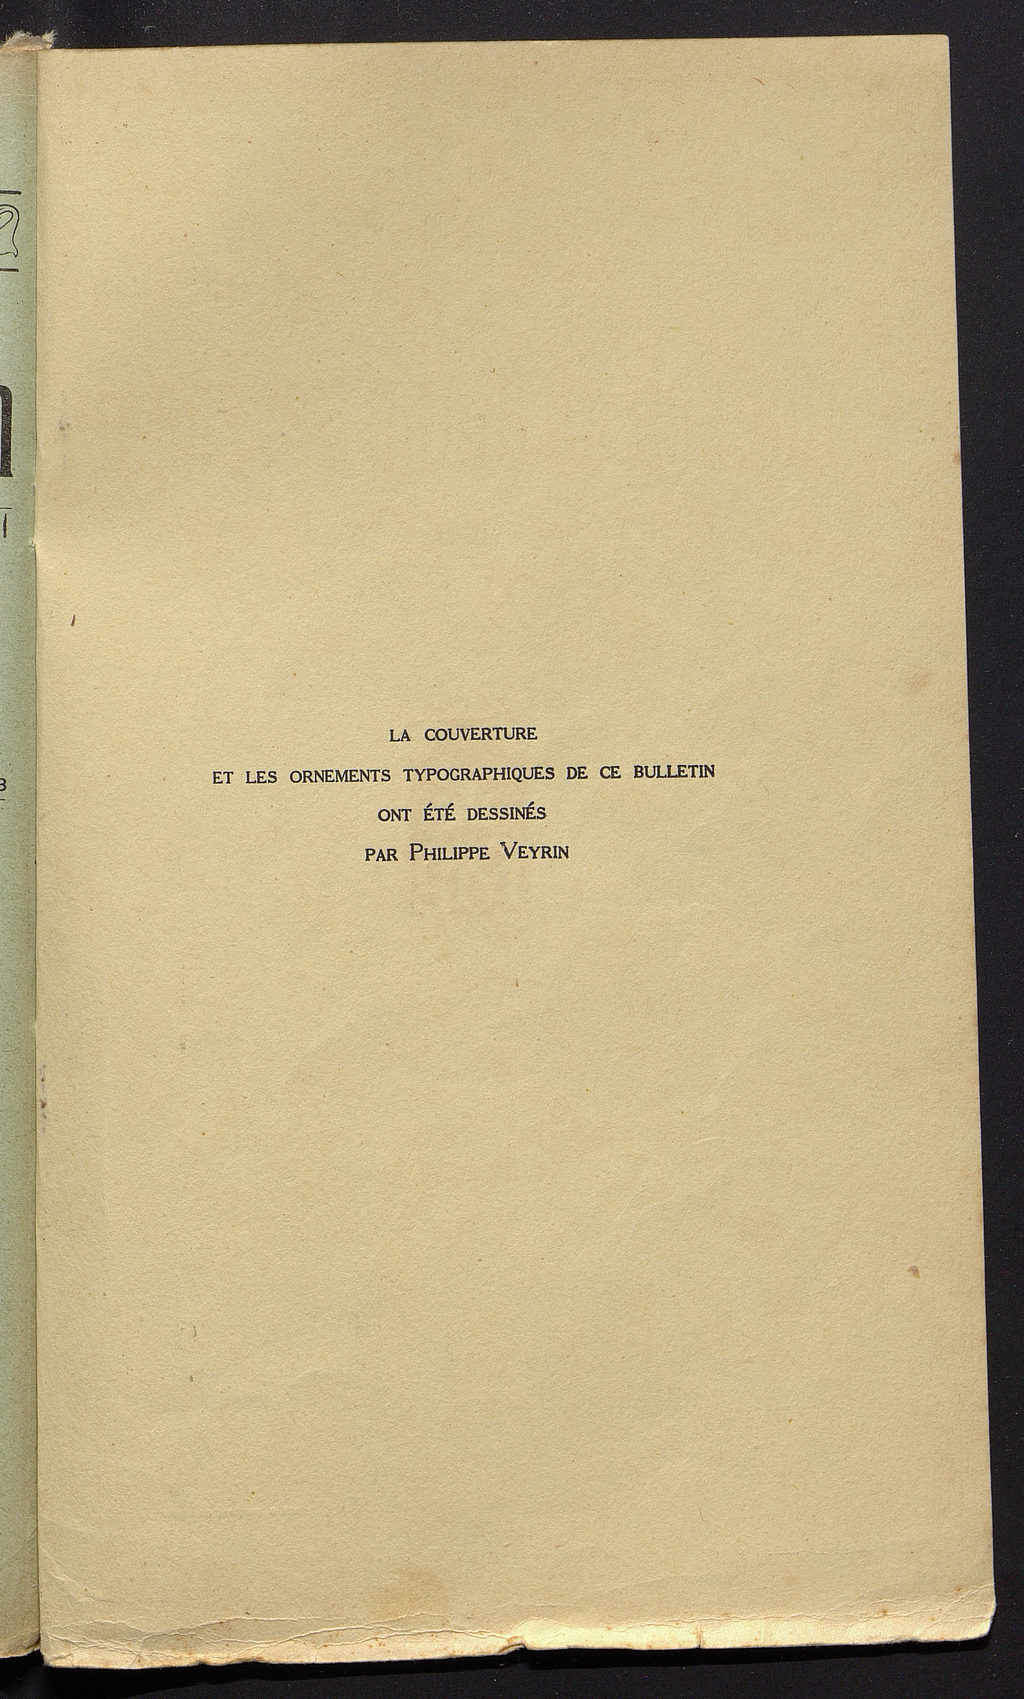 LA COUVERTURE
ET LES ORNEMENTS TYPOGRAPHIQUES DE CE BULLETIN
ONT ÉTÉ DESSINÉS
PAR PHILIPPE VEYRIN